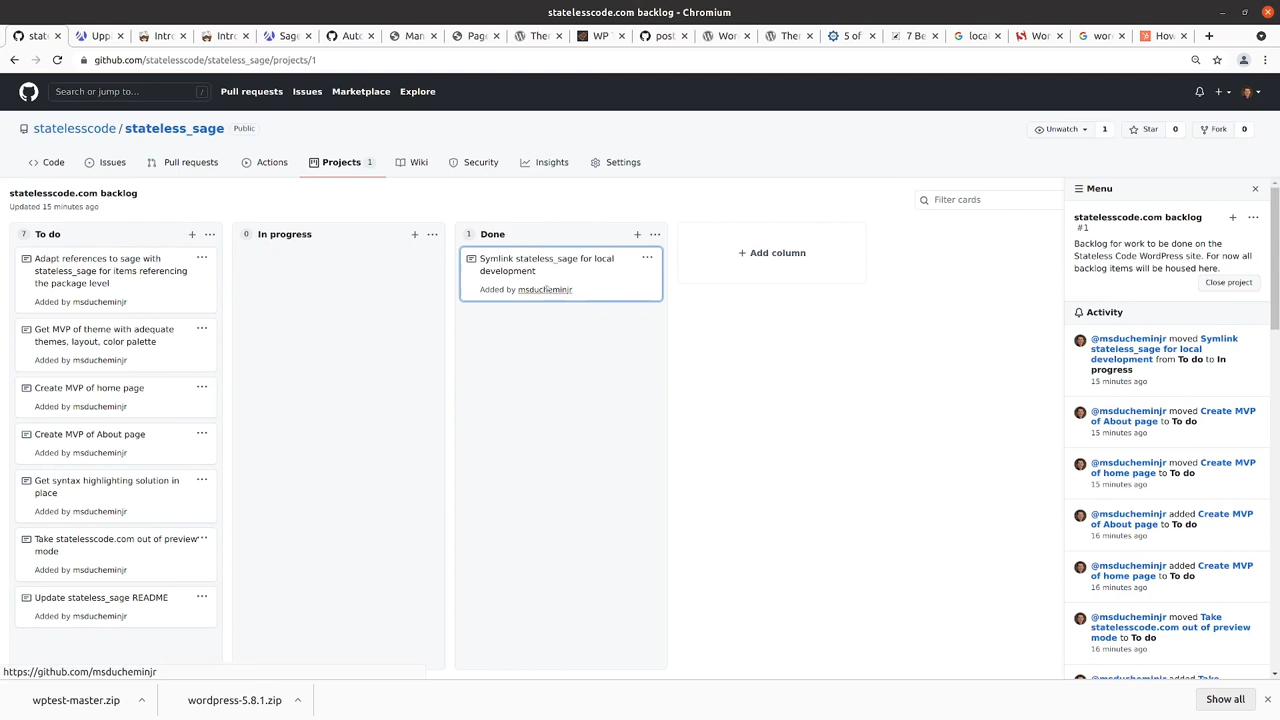 statelesscode.com backlog - Chromium
state
Uppi
Intro
Intro
Sage
Auto
Man
Page
Ther
WP
post
Wor
Ther
5 of
7 Be
local
Wor
wor
How
github.com/statelesscode/stateless_sage/projects/1
Search or jump to... /
Pull requests
Issues
Marketplace
Explore
statelesscode / stateless_sage Public
Unwatch 1
Star 0
Fork 0
Code
Issues
Pull requests
Actions
Projects 1
Wiki
Security
Insights
Settings
statelesscode.com backlog
Updated 15 minutes ago
Filter cards
7 To do
Adapt references to sage with
stateless_sage for items referencing
the package level
Added by msducheminjr
Get MVP of theme with adequate
themes, layout, color palette
Added by msducheminjr
Create MVP of home page
Added by msducheminjr
Create MVP of About page
Added by msducheminjr
Get syntax highlighting solution in
place
Added by msducheminjr
Take statelesscode.com out of preview
mode
Added by msducheminjr
Update stateless_sage README
Added by msducheminjr
0 In progress
1 Done
Symlink stateless_sage for local
development
Added by msducheminjr
+ Add column
Menu
statelesscode.com backlog
#1
Backlog for work to be done on the
Stateless Code WordPress site. For now all
backlog items will be housed here.
Close project
Activity
@msducheminjr moved Symlink
stateless_sage for local
development from To do to In
progress
15 minutes ago
@msducheminjr moved Create MVP
of About page to To do
15 minutes ago
@msducheminjr moved Create MVP
of home page to To do
15 minutes ago
@msducheminjr added Create MVP
of About page to To do
16 minutes ago
@msducheminjr added Create MVP
of home page to To do
16 minutes ago
@msducheminjr moved Take
statelesscode.com out of preview
mode to To do
16 minutes ago
@msducheminjr added Take
https://github.com/msducheminjr
wptest-master.zip
wordpress-5.8.1.zip
Show all